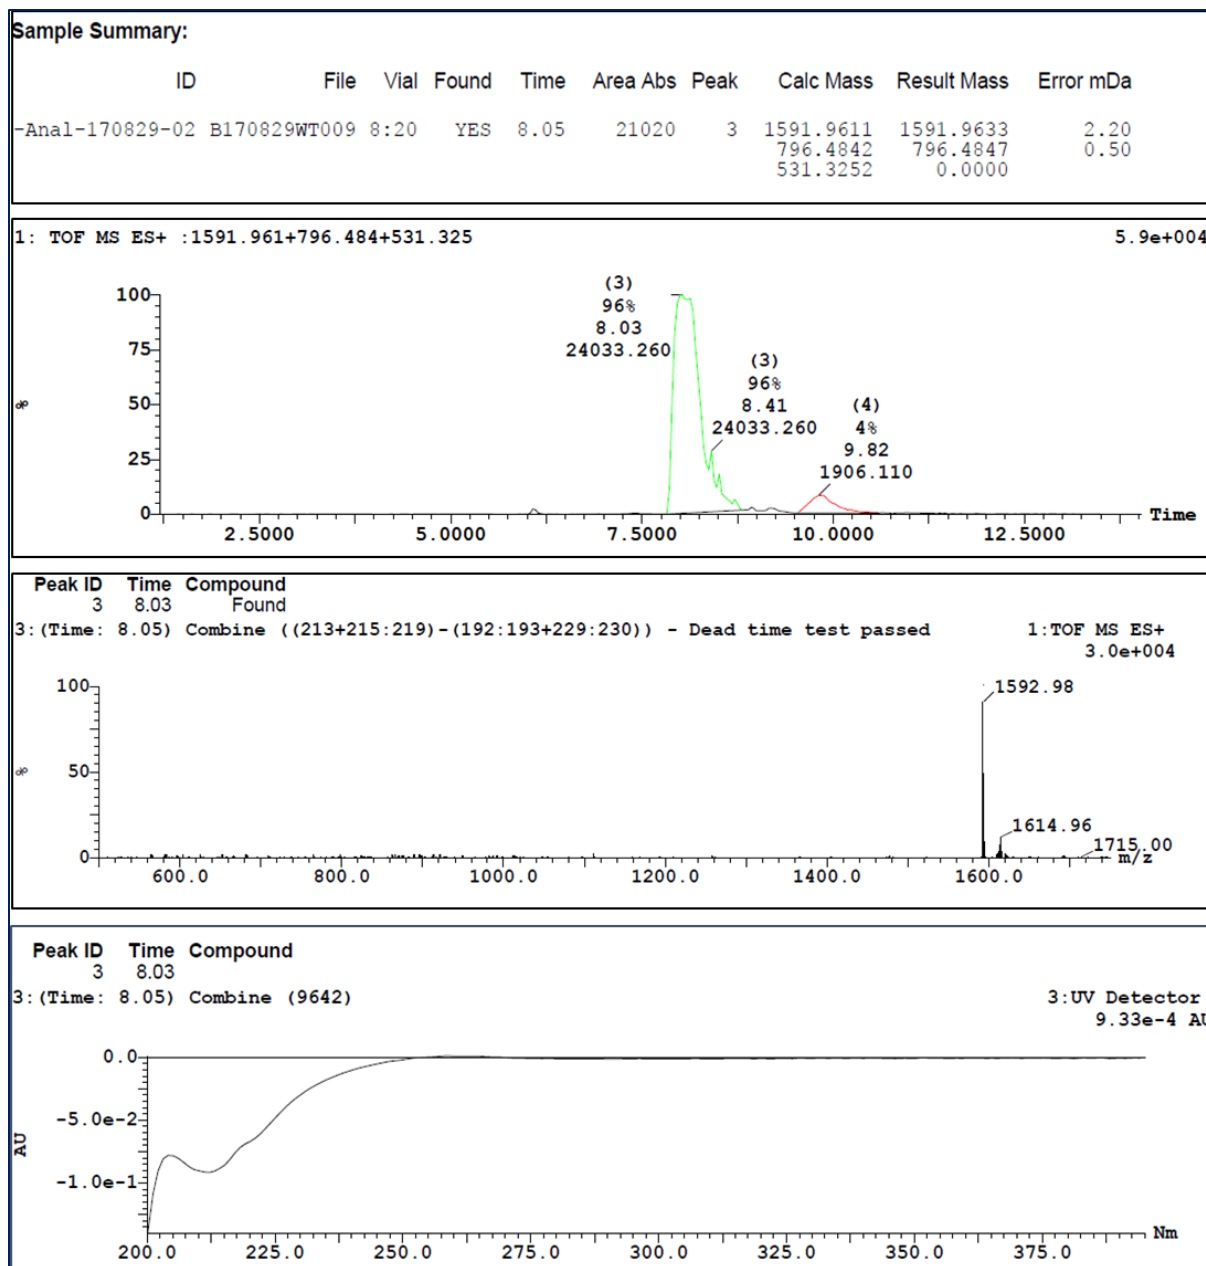 Sample Summary:
ID File Vial Found Time Area Abs Peak Calc Mass Result Mass Error mDa
-Anal-170829-02 B170829WT009 8:20 YES 8.05 21020 3 1591.9611 1591.9633 2.20
796.4842 796.4847 0.50
531.3252 0.0000
1: TOF MS ES+ :1591.961+796.484+531.325 5.9e+004
(3)
96%
8.03
24033.260
(3)
96%
8.41
24033.260
(4)
4%
9.82
1906.110
100
75
50
25
0
%
2.5000 5.0000 7.5000 10.0000 12.5000 Time
Peak ID Time Compound
3 8.03 Found
3:(Time: 8.05) Combine ((213+215:219)-(192:193+229:230)) - Dead time test passed 1:TOF MS ES+
3.0e+004
100
50
0
%
1592.98
1614.96
1715.00
600.0 800.0 1000.0 1200.0 1400.0 1600.0 m/z
Peak ID Time Compound
3 8.03
3:(Time: 8.05) Combine (9642) 3:UV Detector
9.33e-4 AU
0.0
-5.0e-2
-1.0e-1
AU
200.0 225.0 250.0 275.0 300.0 325.0 350.0 375.0 Nm